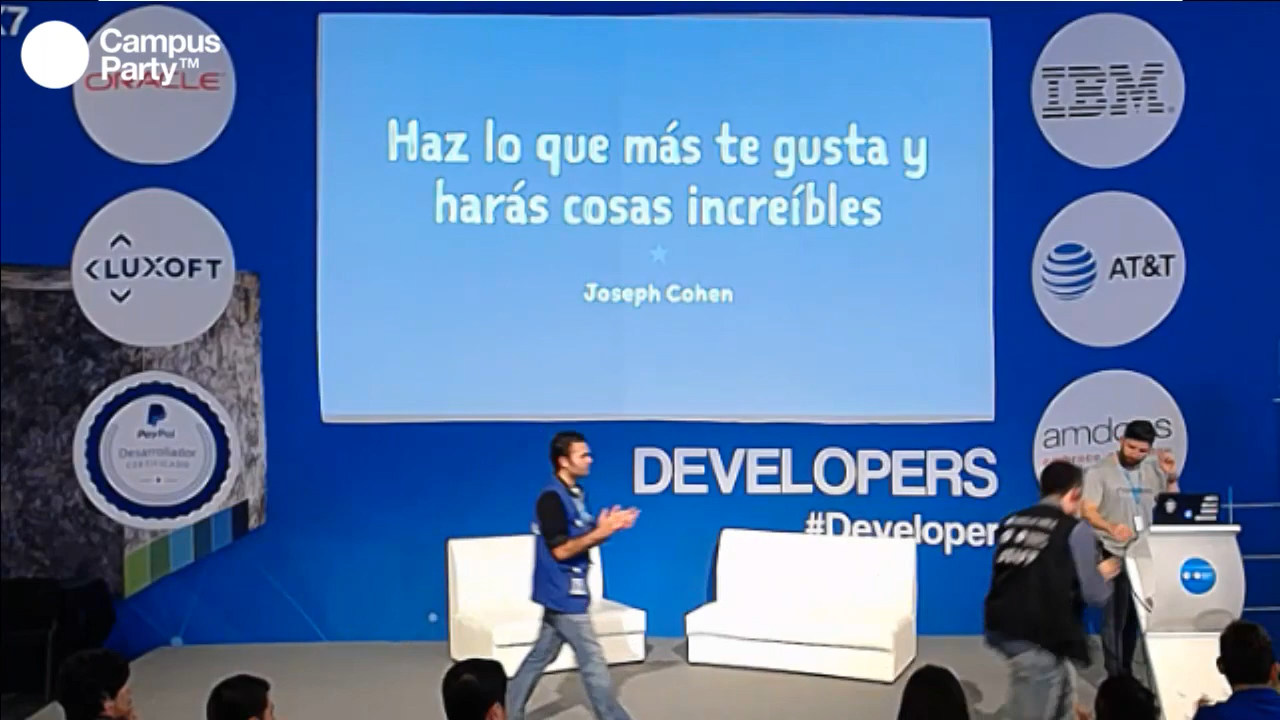 Campus
Party™
ORACLE
Haz lo que más te gusta y
harás cosas increíbles
Joseph Cohen
IBM
LUXOFT
AT&T
PayPal
Desarrollador
CERTIFICADO
amdocs
DEVELOPERS
#Developer